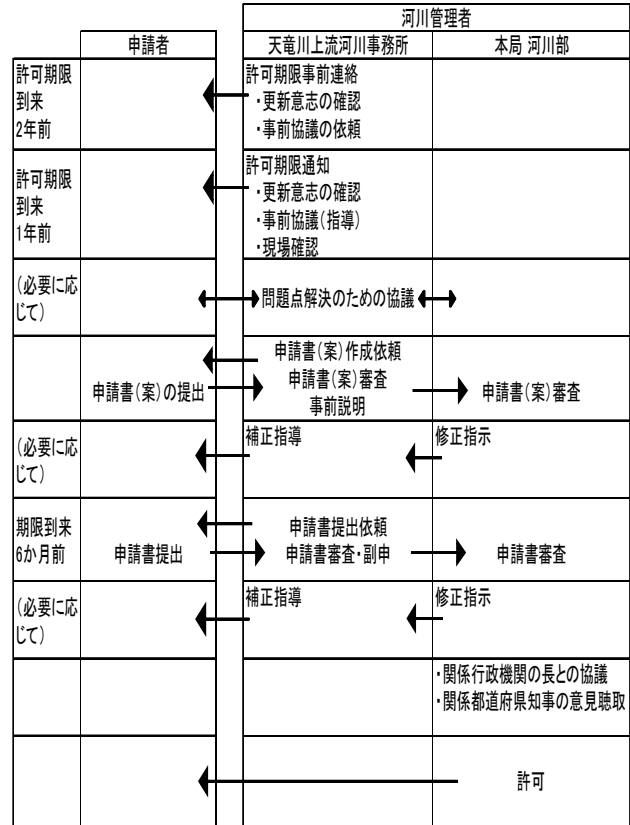 河川管理者
申請者
天竜川上流河川事務所
本局 河川部
許可期限
到来
2年前
許可期限事前連絡
・更新意志の確認
・事前協議の依頼
許可期限
到来
1年前
許可期限通知
・更新意志の確認
・事前協議(指導)
・現場確認
(必要に応
じて)
問題点解決のための協議
申請書(案)作成依頼
申請書(案)の提出
申請書(案)審査
事前説明
申請書(案)審査
(必要に応
じて)
補正指導
修正指示
期限到来
6か月前
申請書提出依頼
申請書提出
申請書審査・副申
申請書審査
(必要に応
じて)
補正指導
修正指示
・関係行政機関の長との協議
・関係都道府県知事の意見聴取
許可